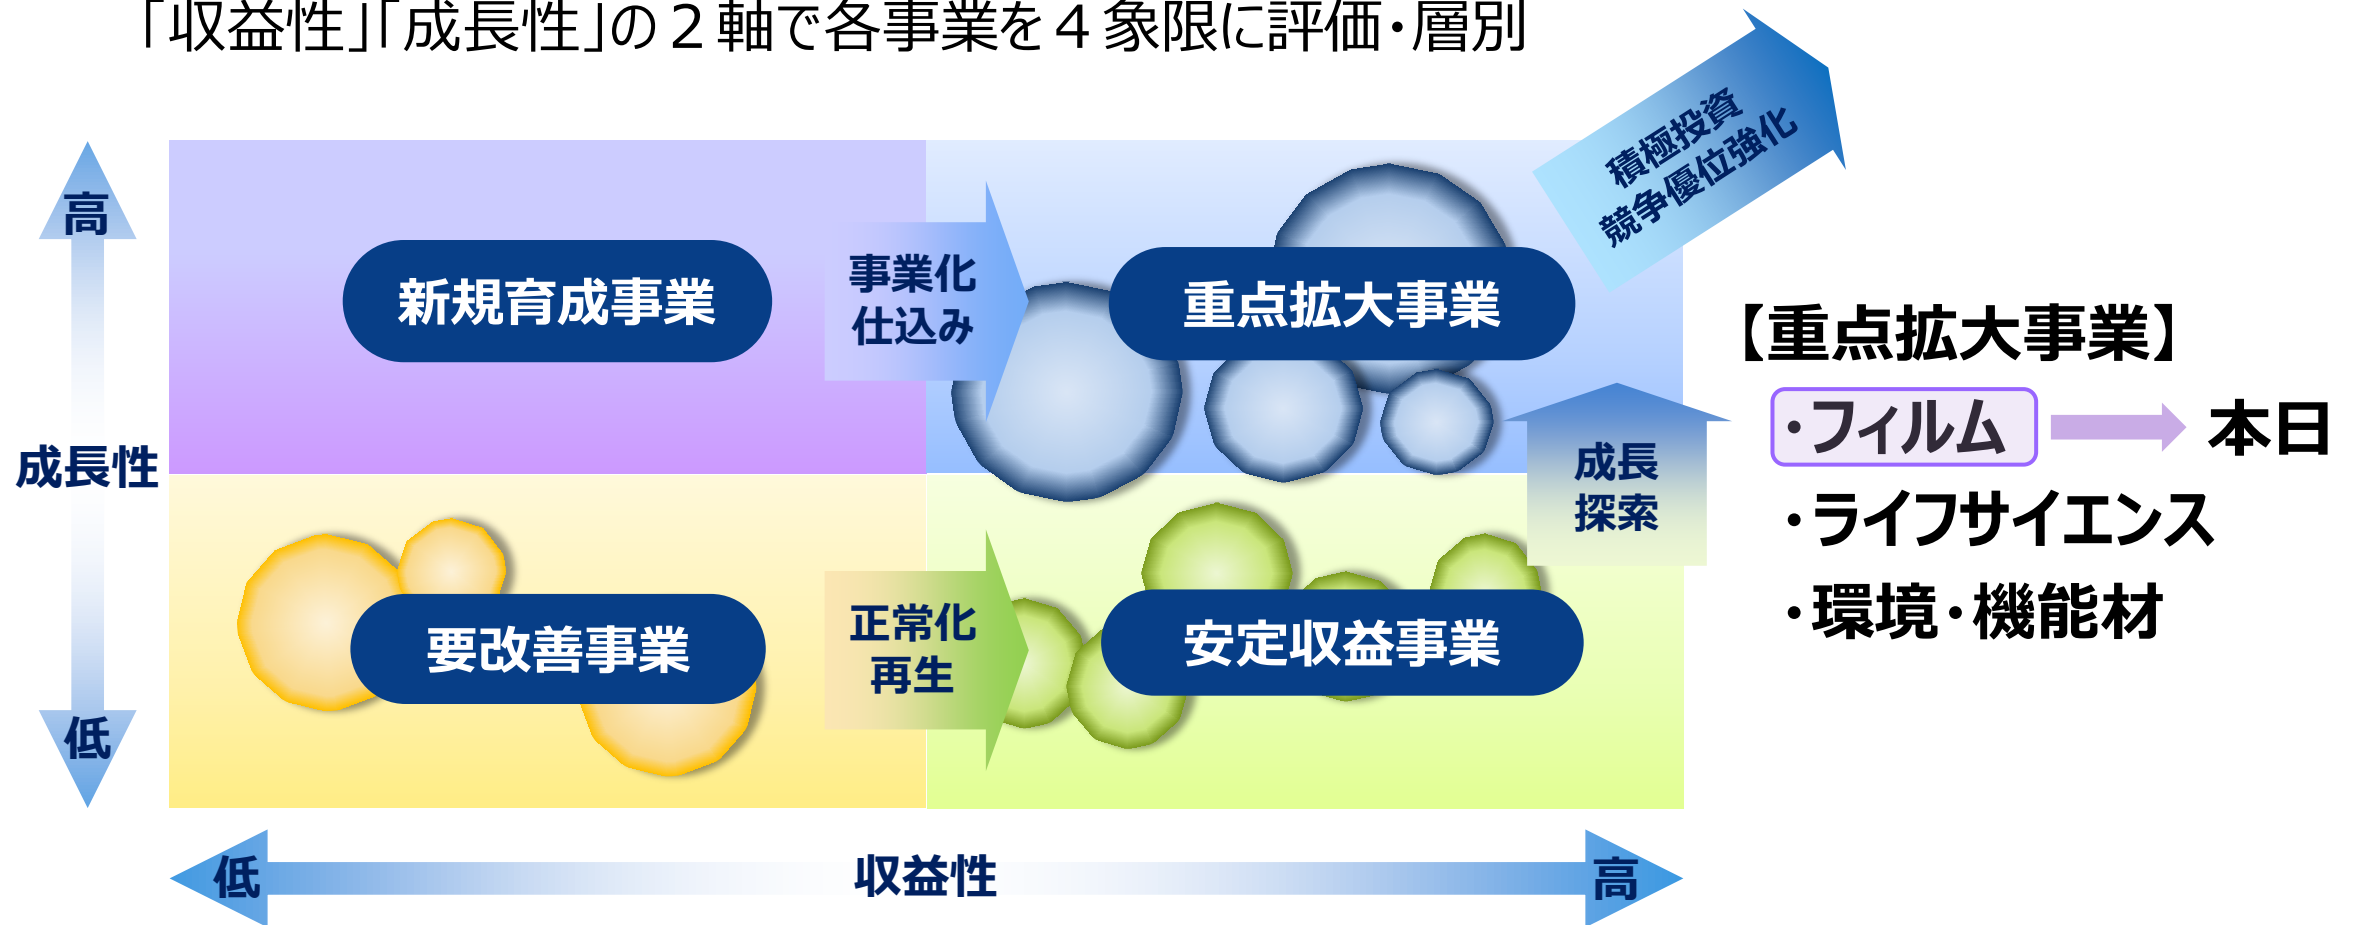 「収益性」「成長性」の２軸で各事業を４象限に評価・層別
積極投資
競争優位強化
高
新規育成事業
事業化
仕込み
重点拡大事業
【重点拡大事業】
・フィルム
本日
成長性
成長
探索
・ライフサイエンス
・環境・機能材
要改善事業
正常化
再生
安定収益事業
低
低
収益性
高